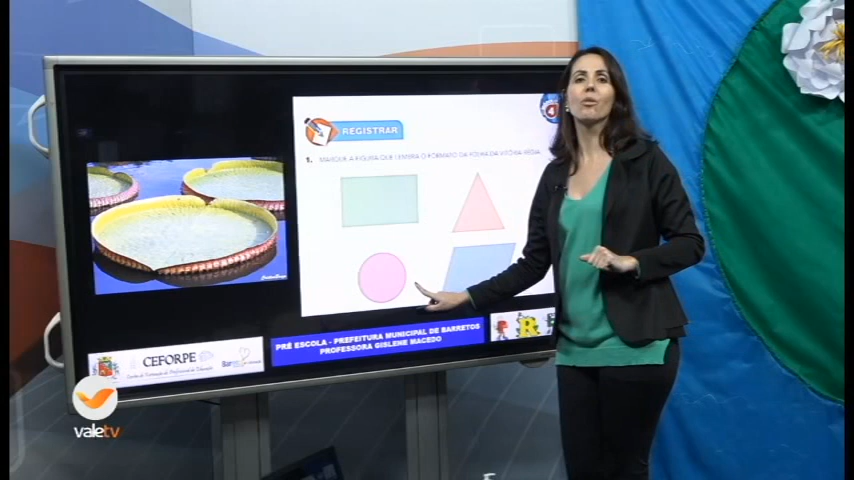 4
REGISTRAR
1. MARQUE A FIGURA QUE LEMBRA O FORMATO DA FOLHA DA VITÓRIA-RÉGIA.
PRÉ ESCOLA - PREFEITURA MUNICIPAL DE BARRETOS
PROFESSORA GISLENE MACEDO
CEFORPE
valetv